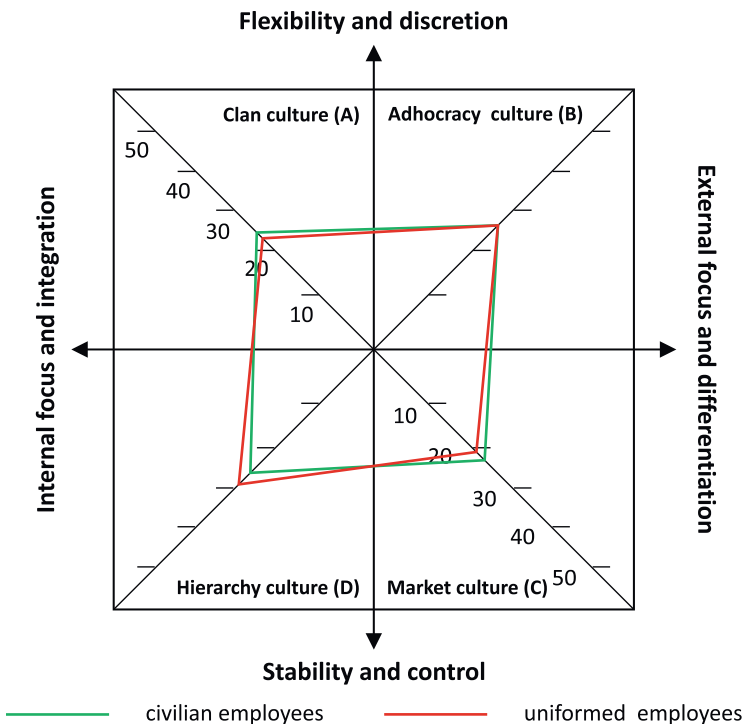 Flexibility and discretion
Clan culture (A)
Adhocracy culture (B)
50
40
30
20
10
Internal focus and integration
External focus and differentiation
10
20
30
40
50
Hierarchy culture (D)
Market culture (C)
Stability and control
civilian employees
uniformed employees